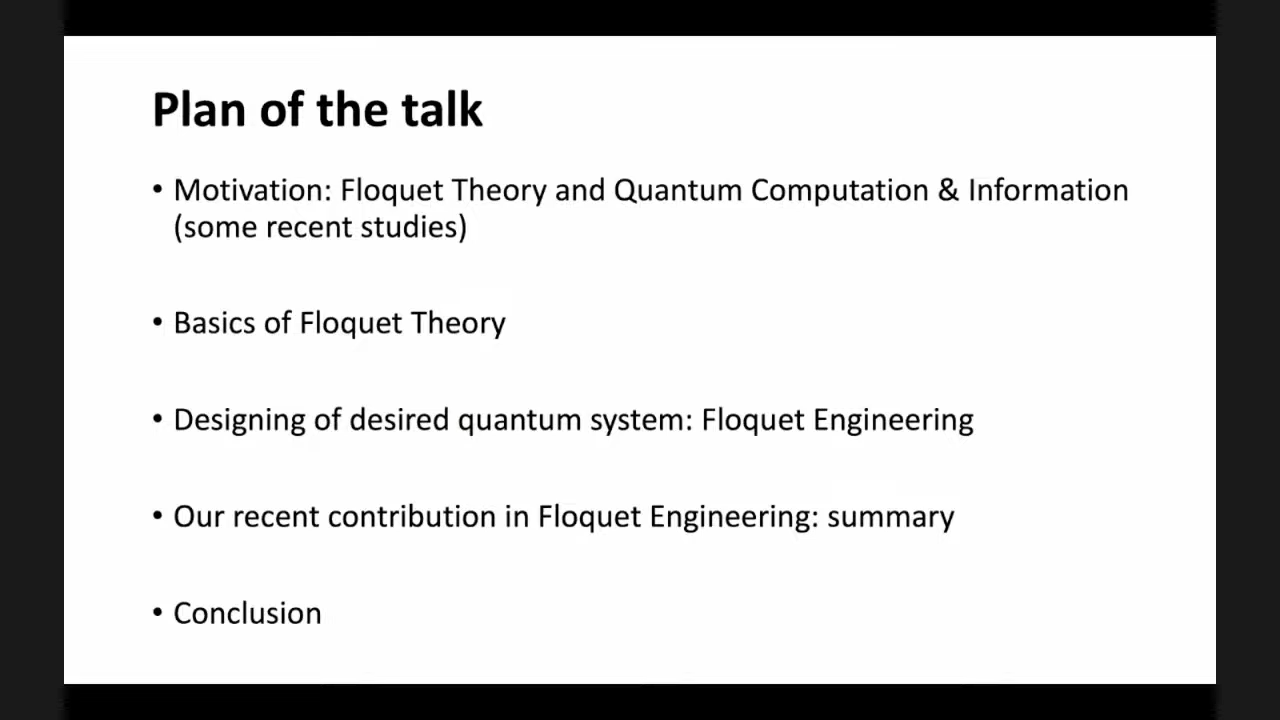 Plan of the talk
• Motivation: Floquet Theory and Quantum Computation & Information
(some recent studies)
• Basics of Floquet Theory
• Designing of desired quantum system: Floquet Engineering
• Our recent contribution in Floquet Engineering: summary
• Conclusion